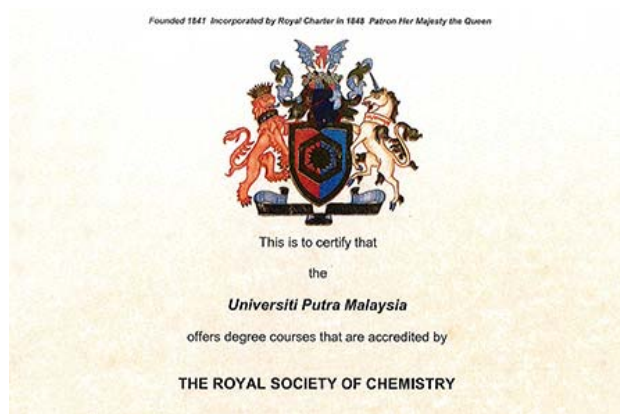 Founded 1841 Incorporated by Royal Charter in 1848 Patron Her Majesty the Queen
This is to certify that
the
Universiti Putra Malaysia
offers degree courses that are accredited by
THE ROYAL SOCIETY OF CHEMISTRY